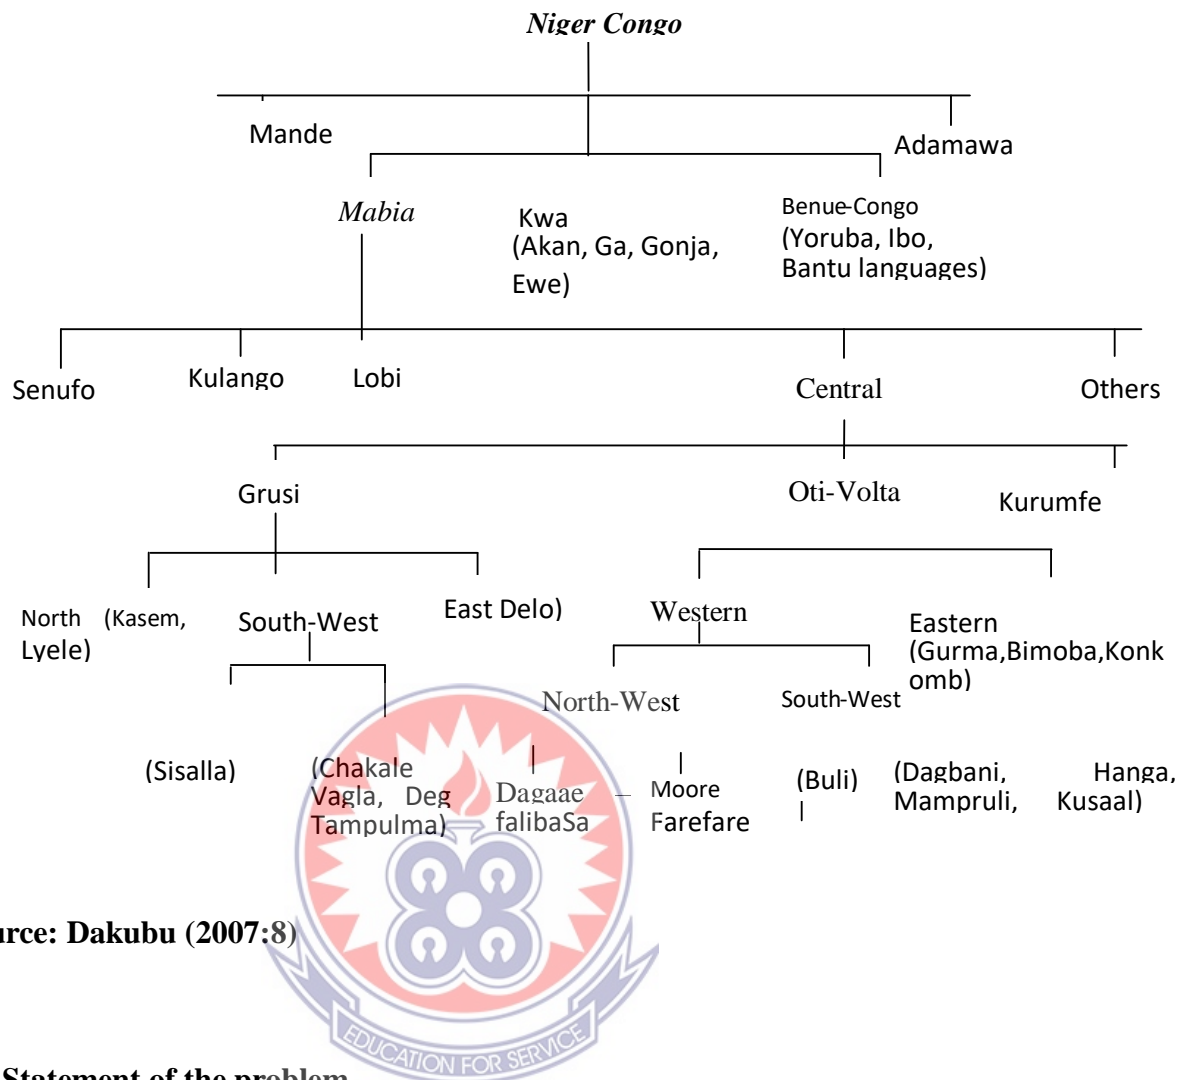 Niger Congo
Mande
Adamawa
Mabia
Kwa
(Akan, Ga, Gonja,
Ewe)
Benue-Congo
(Yoruba, Ibo,
Bantu languages)
Senufo
Kulango
Lobi
Central
Others
Grusi
Oti-Volta
Kurumfe
North (Kasem,
Lyele)
South-West
East Delo)
Western
Eastern
(Gurma,Bimoba,Konk
omb)
North-West
South-West
(Sisalla)
(Chakale
Vagla, Deg
Tampulma)
Dagaae –
falibaSa
Moore
Farefare
(Buli)
(Dagbani, Hanga,
Mampruli, Kusaal)
urce: Dakubu (2007:8)
EDUCATION FOR SERVICE
Statement of the problem